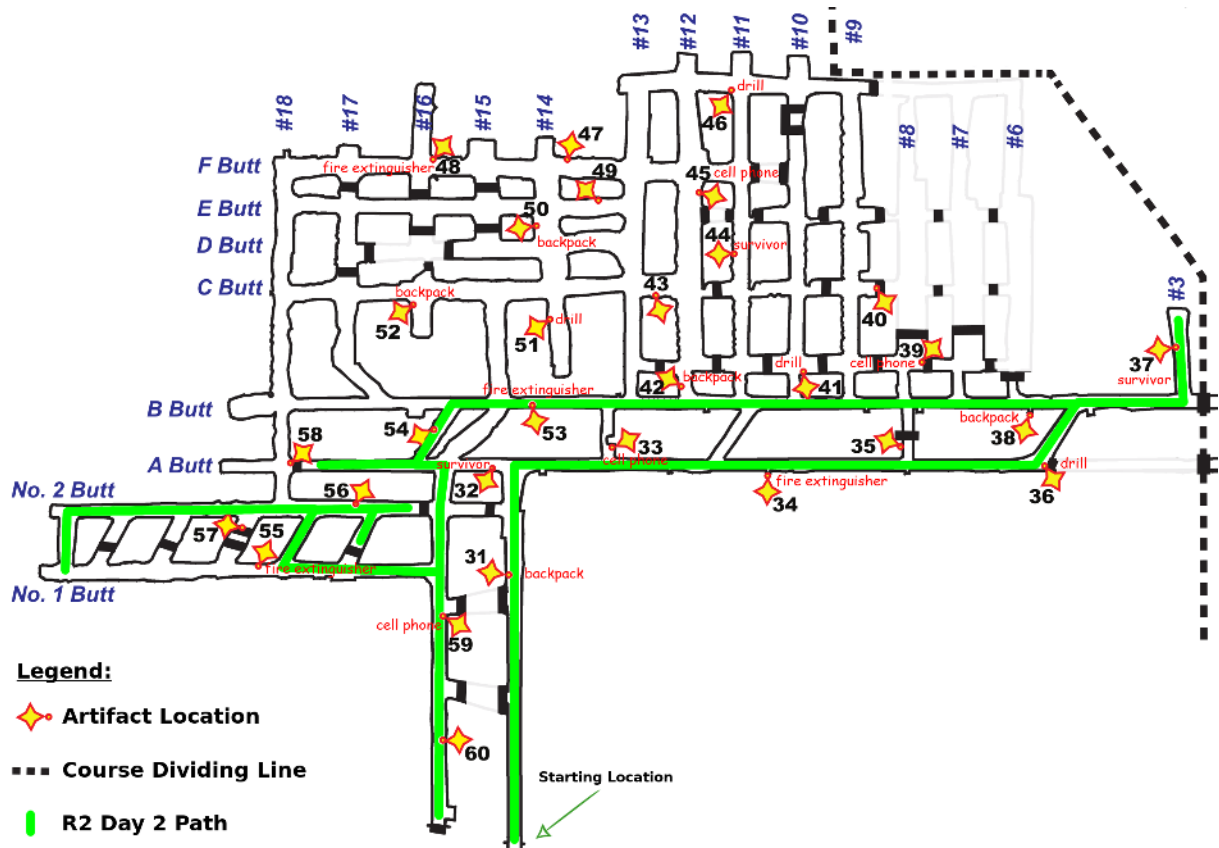 #13
#12
#11
#10
#9
#18
#17
#16
#15
#14
drill
46
47
#8
#7
#6
F Butt
fire extinguisher
48
cell phone
45
49
E Butt
50
backpack
D Butt
44
survivor
C Butt
43
#3
backpack
52
drill
51
40
39
cell phone
37
survivor
drill
41
42
backpack
fire extinguisher
B Butt
54
53
33
cell phone
35
backpack
38
58
A Butt
survivor
32
fire extinguisher
34
drill
36
No. 2 Butt
56
57
55
fire extinguisher
31
backpack
No. 1 Butt
cell phone
59
60
Legend:
Artifact Location
Course Dividing Line
R2 Day 2 Path
Starting Location